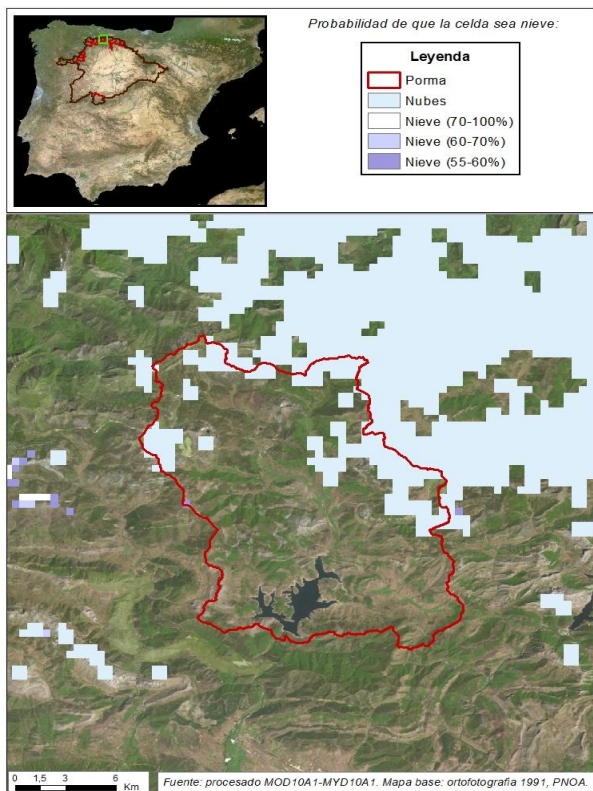 Probabilidad de que la celda sea nieve:
Leyenda
Porma
Nubes
Nieve (70-100%)
Nieve (60-70%)
Nieve (55-60%)
0 1,5 3 6
Km
Fuente: procesado MOD10A1-MYD10A1. Mapa base: ortofotografia 1991, PNOA.